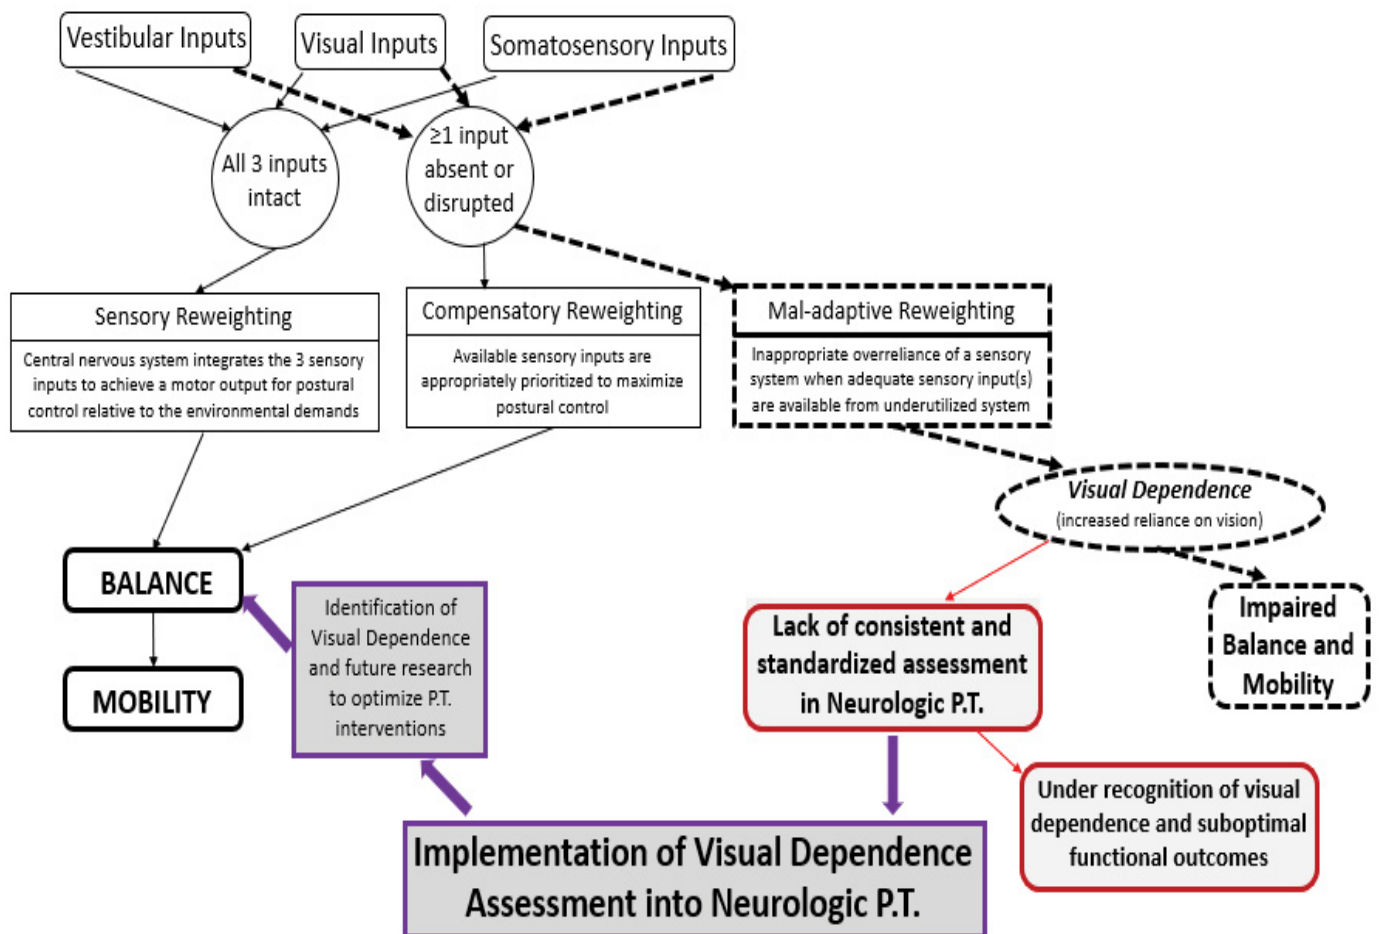 Vestibular Inputs
Visual Inputs
Somatosensory Inputs
All 3 inputs
intact
≥1 input
absent or
disrupted
Sensory Reweighting
Central nervous system integrates the 3 sensory
inputs to achieve a motor output for postural
control relative to the environmental demands
Compensatory Reweighting
Available sensory inputs are
appropriately prioritized to maximize
postural control
Mal-adaptive Reweighting
Inappropriate overreliance of a sensory
system when adequate sensory input(s)
are available from underutilized system
Visual Dependence
(increased reliance on vision)
BALANCE
MOBILITY
Identification of
Visual Dependence
and future research
to optimize P.T.
interventions
Lack of consistent and
standardized assessment
in Neurologic P.T.
Impaired
Balance and
Mobility
Under recognition of visual
dependence and suboptimal
functional outcomes
Implementation of Visual Dependence
Assessment into Neurologic P.T.